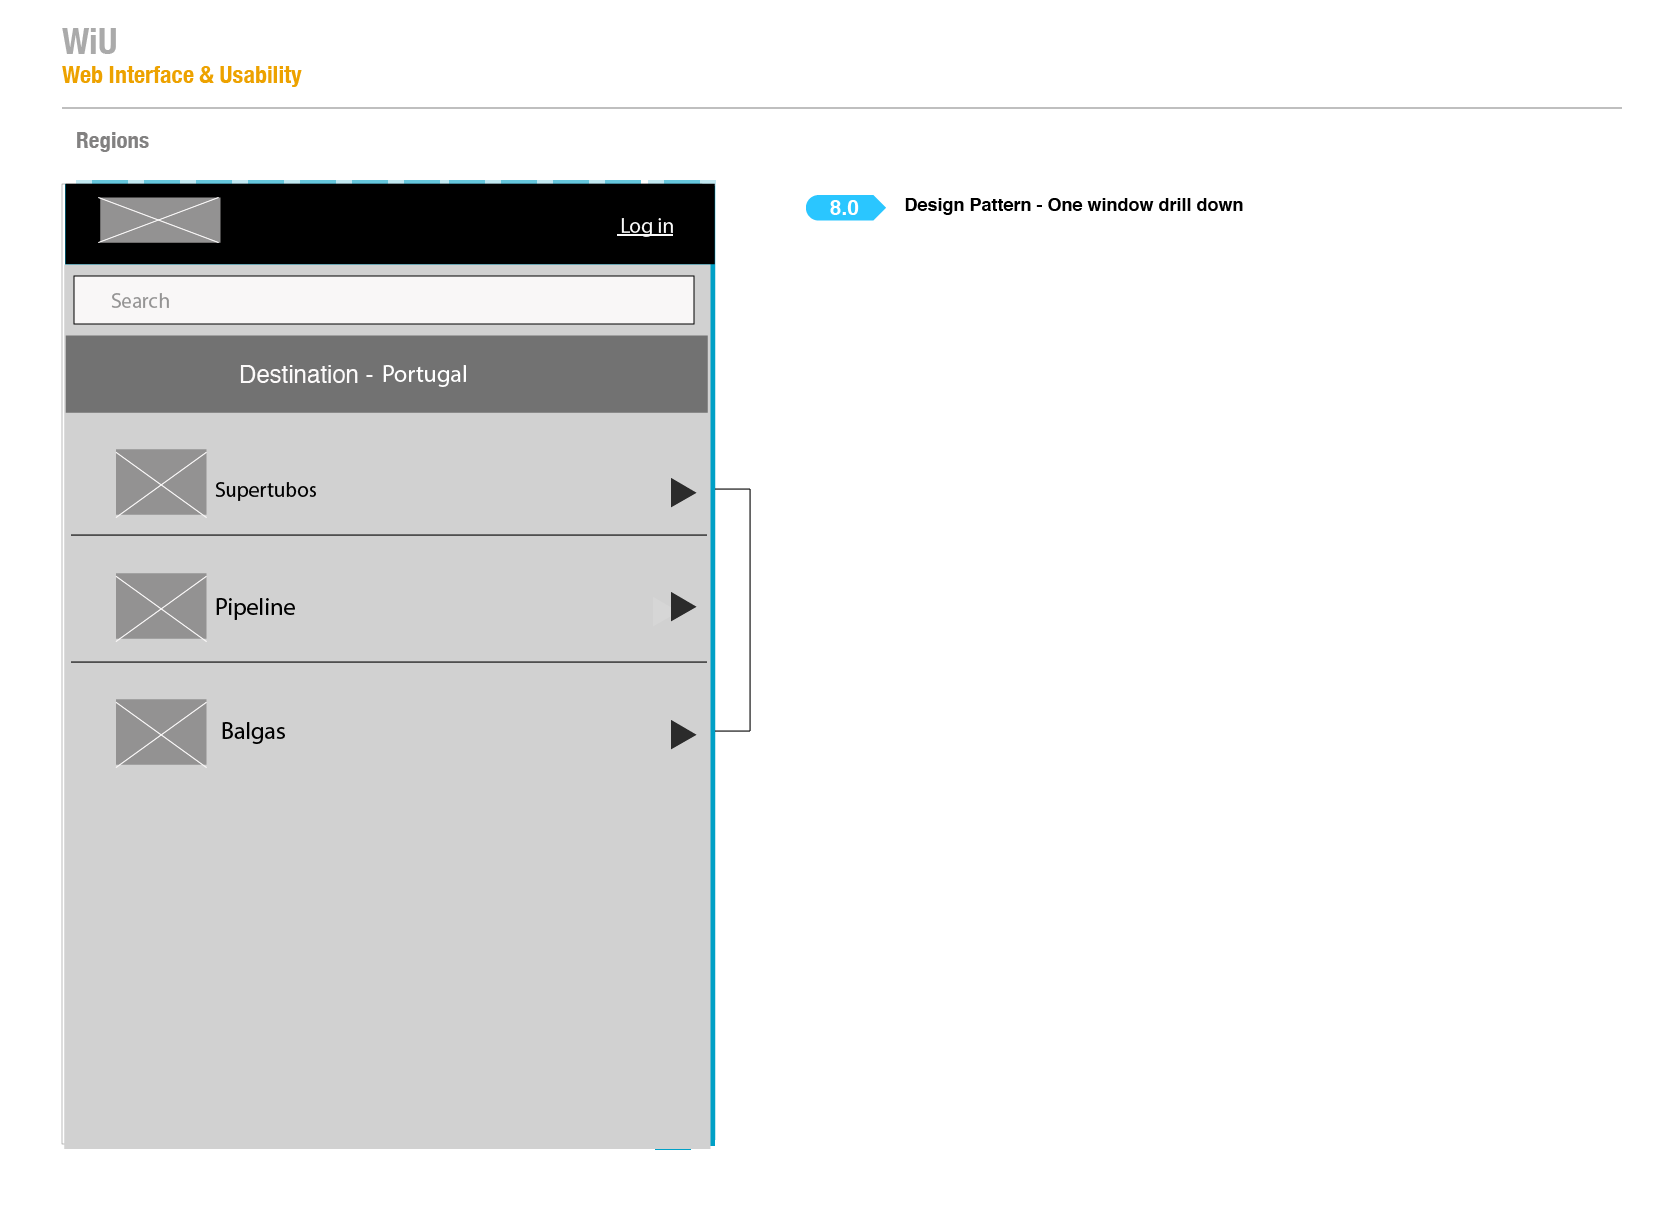 WiU
Web Interface & Usability
Regions
Log in
8.0 Design Pattern - One window drill down
Search
Destination - Portugal
Supertubos
Pipeline
Balgas